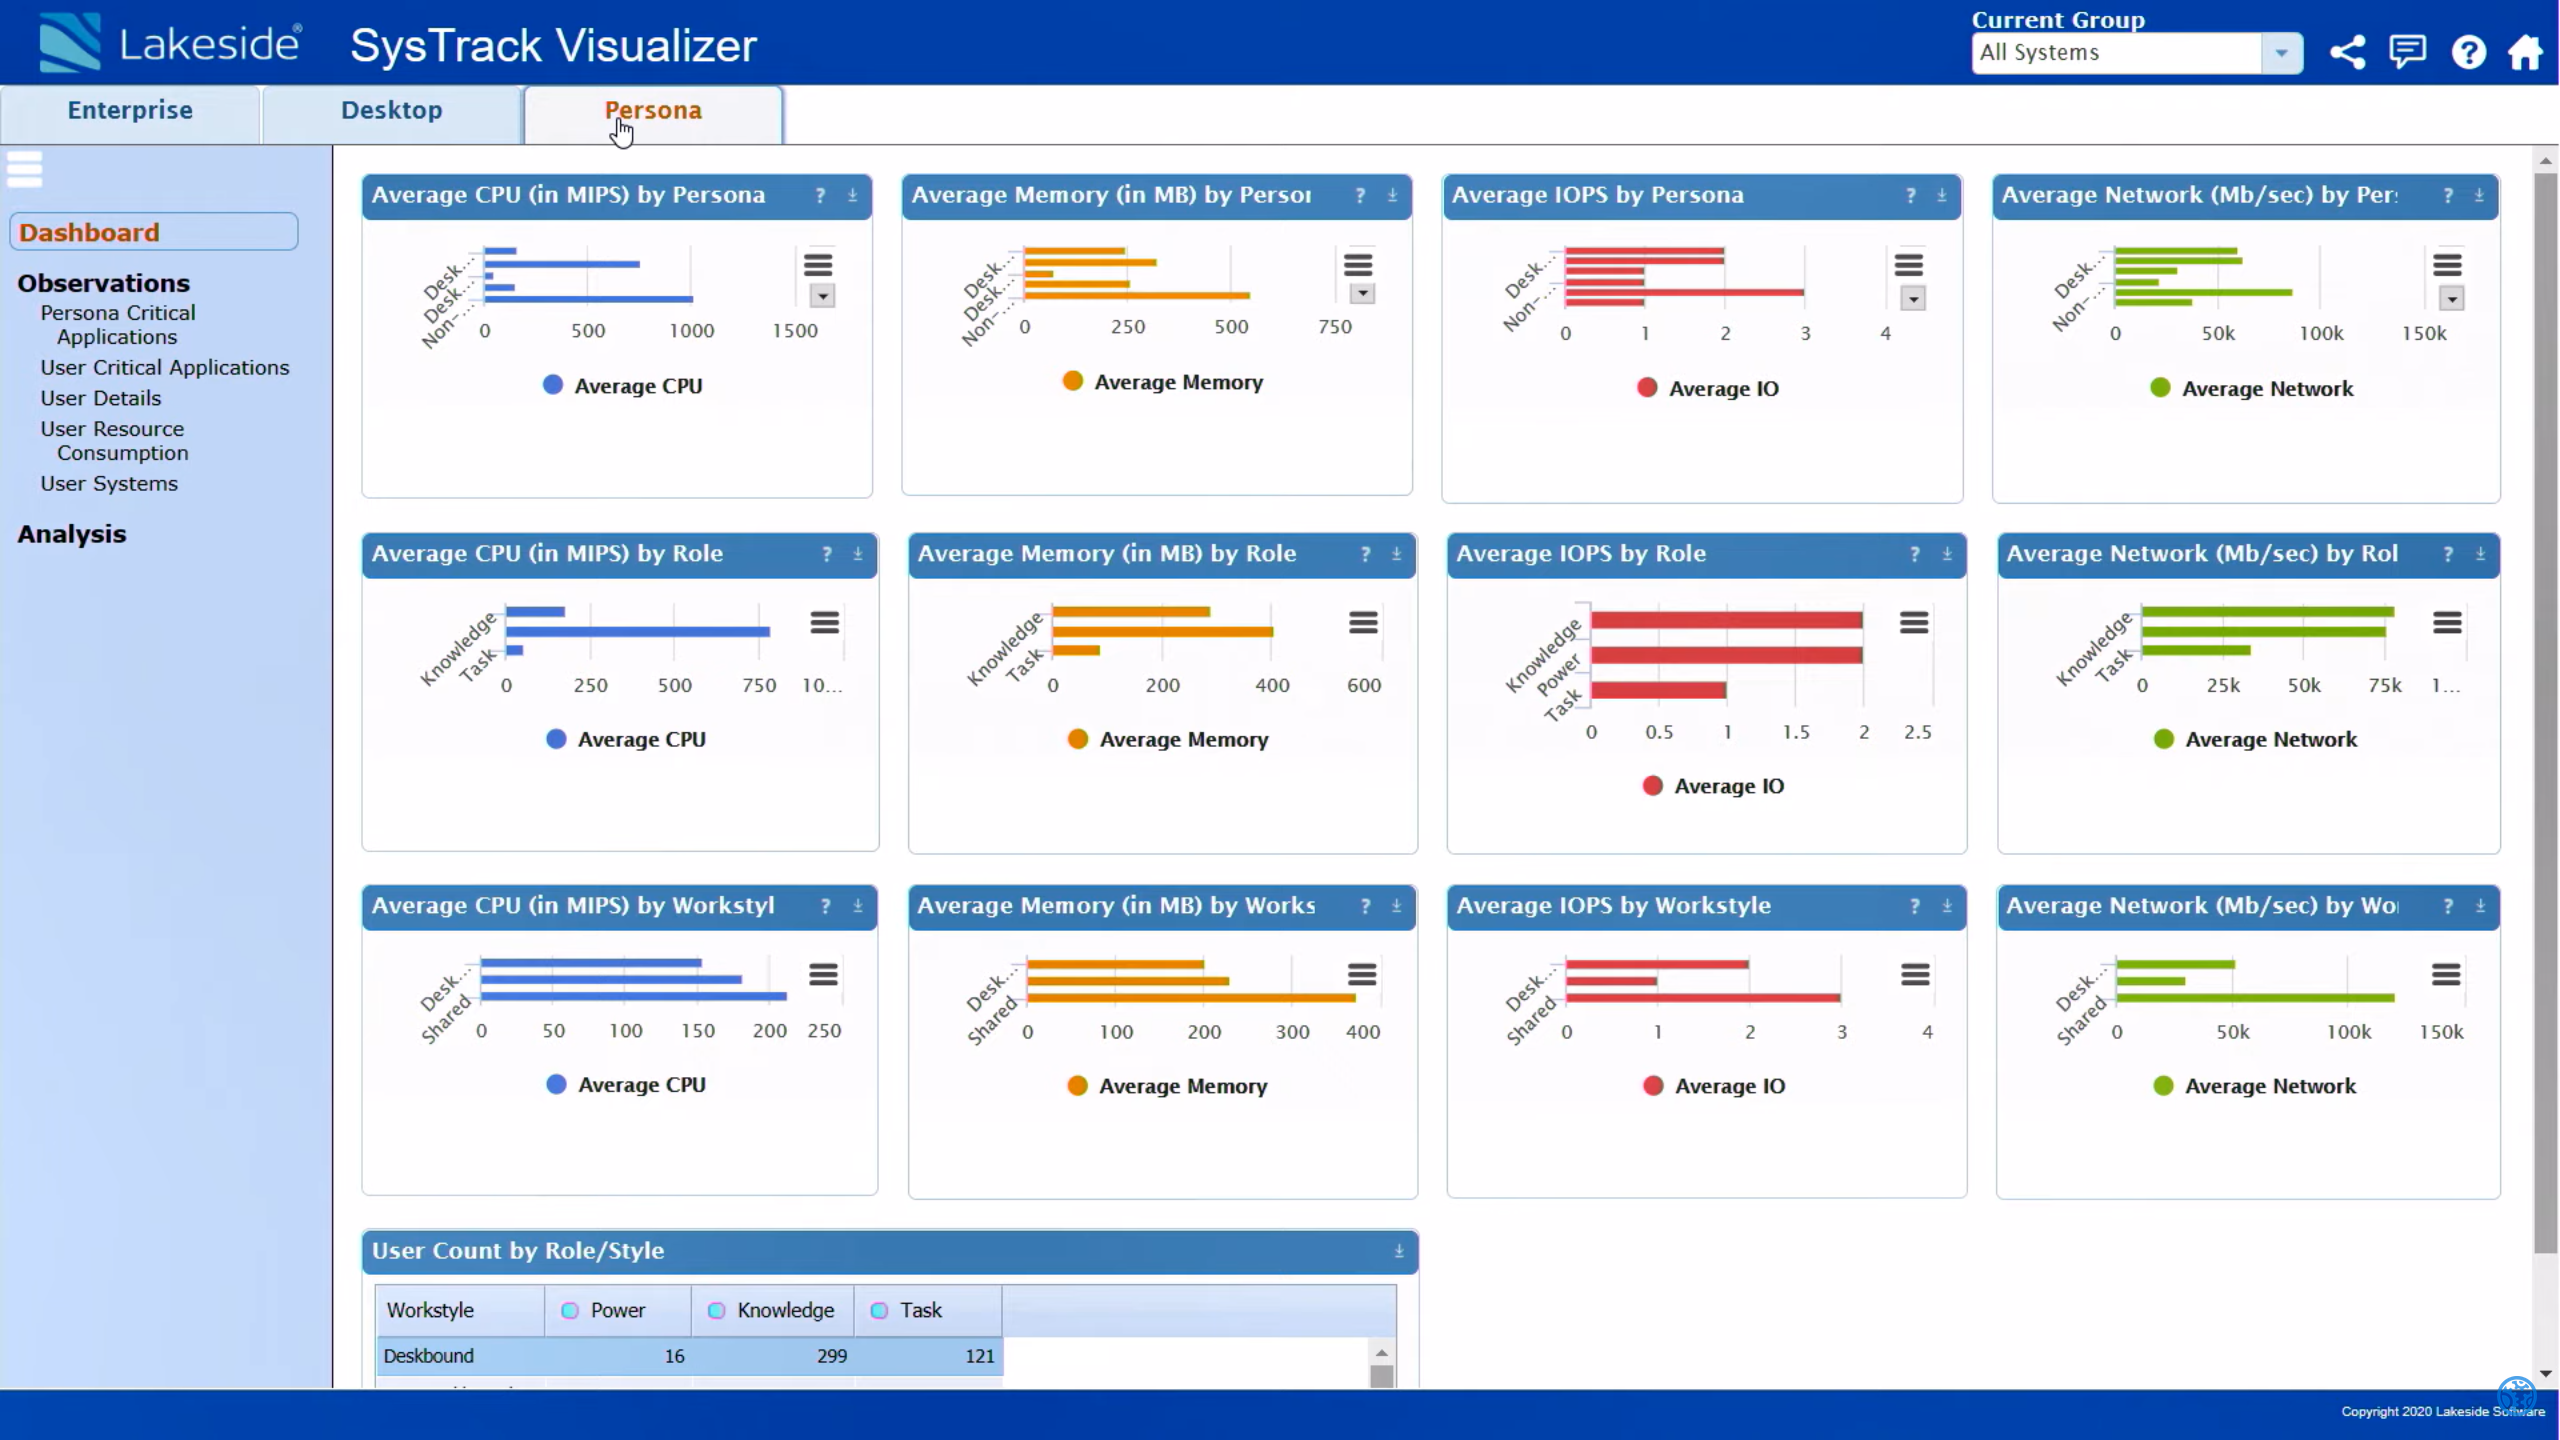 Lakeside®
SysTrack Visualizer
Current Group
All Systems
?
Enterprise
Desktop
Persona
Dashboard
Observations
Persona Critical
Applications
User Critical Applications
User Details
User Resource
Consumption
User Systems
Analysis
Average CPU (in MIPS) by Persona ?
Desk...
Desk...
Non-...
0 500 1000 1500
Average CPU
Average Memory (in MB) by Persor ?
Desk...
Desk...
Non-...
0 250 500 750
Average Memory
Average IOPS by Persona ?
Desk...
Non-...
0 1 2 3 4
Average IO
Average Network (Mb/sec) by Per: ?
Desk...
Non-...
0 50k 100k 150k
Average Network
Average CPU (in MIPS) by Role ?
Knowledge
Task
0 250 500 750 10...
Average CPU
Average Memory (in MB) by Role ?
Knowledge
Task
0 200 400 600
Average Memory
Average IOPS by Role ?
Knowledge
Power
Task
0 0.5 1 1.5 2 2.5
Average IO
Average Network (Mb/sec) by Rol ?
Knowledge
Task
0 25k 50k 75k 1...
Average Network
Average CPU (in MIPS) by Workstyl ?
Desk...
Shared
0 50 100 150 200 250
Average CPU
Average Memory (in MB) by Works ?
Desk...
Shared
0 100 200 300 400
Average Memory
Average IOPS by Workstyle ?
Desk...
Shared
0 1 2 3 4
Average IO
Average Network (Mb/sec) by Wo ?
Desk...
Shared
0 50k 100k 150k
Average Network
User Count by Role/Style
Workstyle Power Knowledge Task
Deskbound 16 299 121
Copyright 2020 Lakeside Software